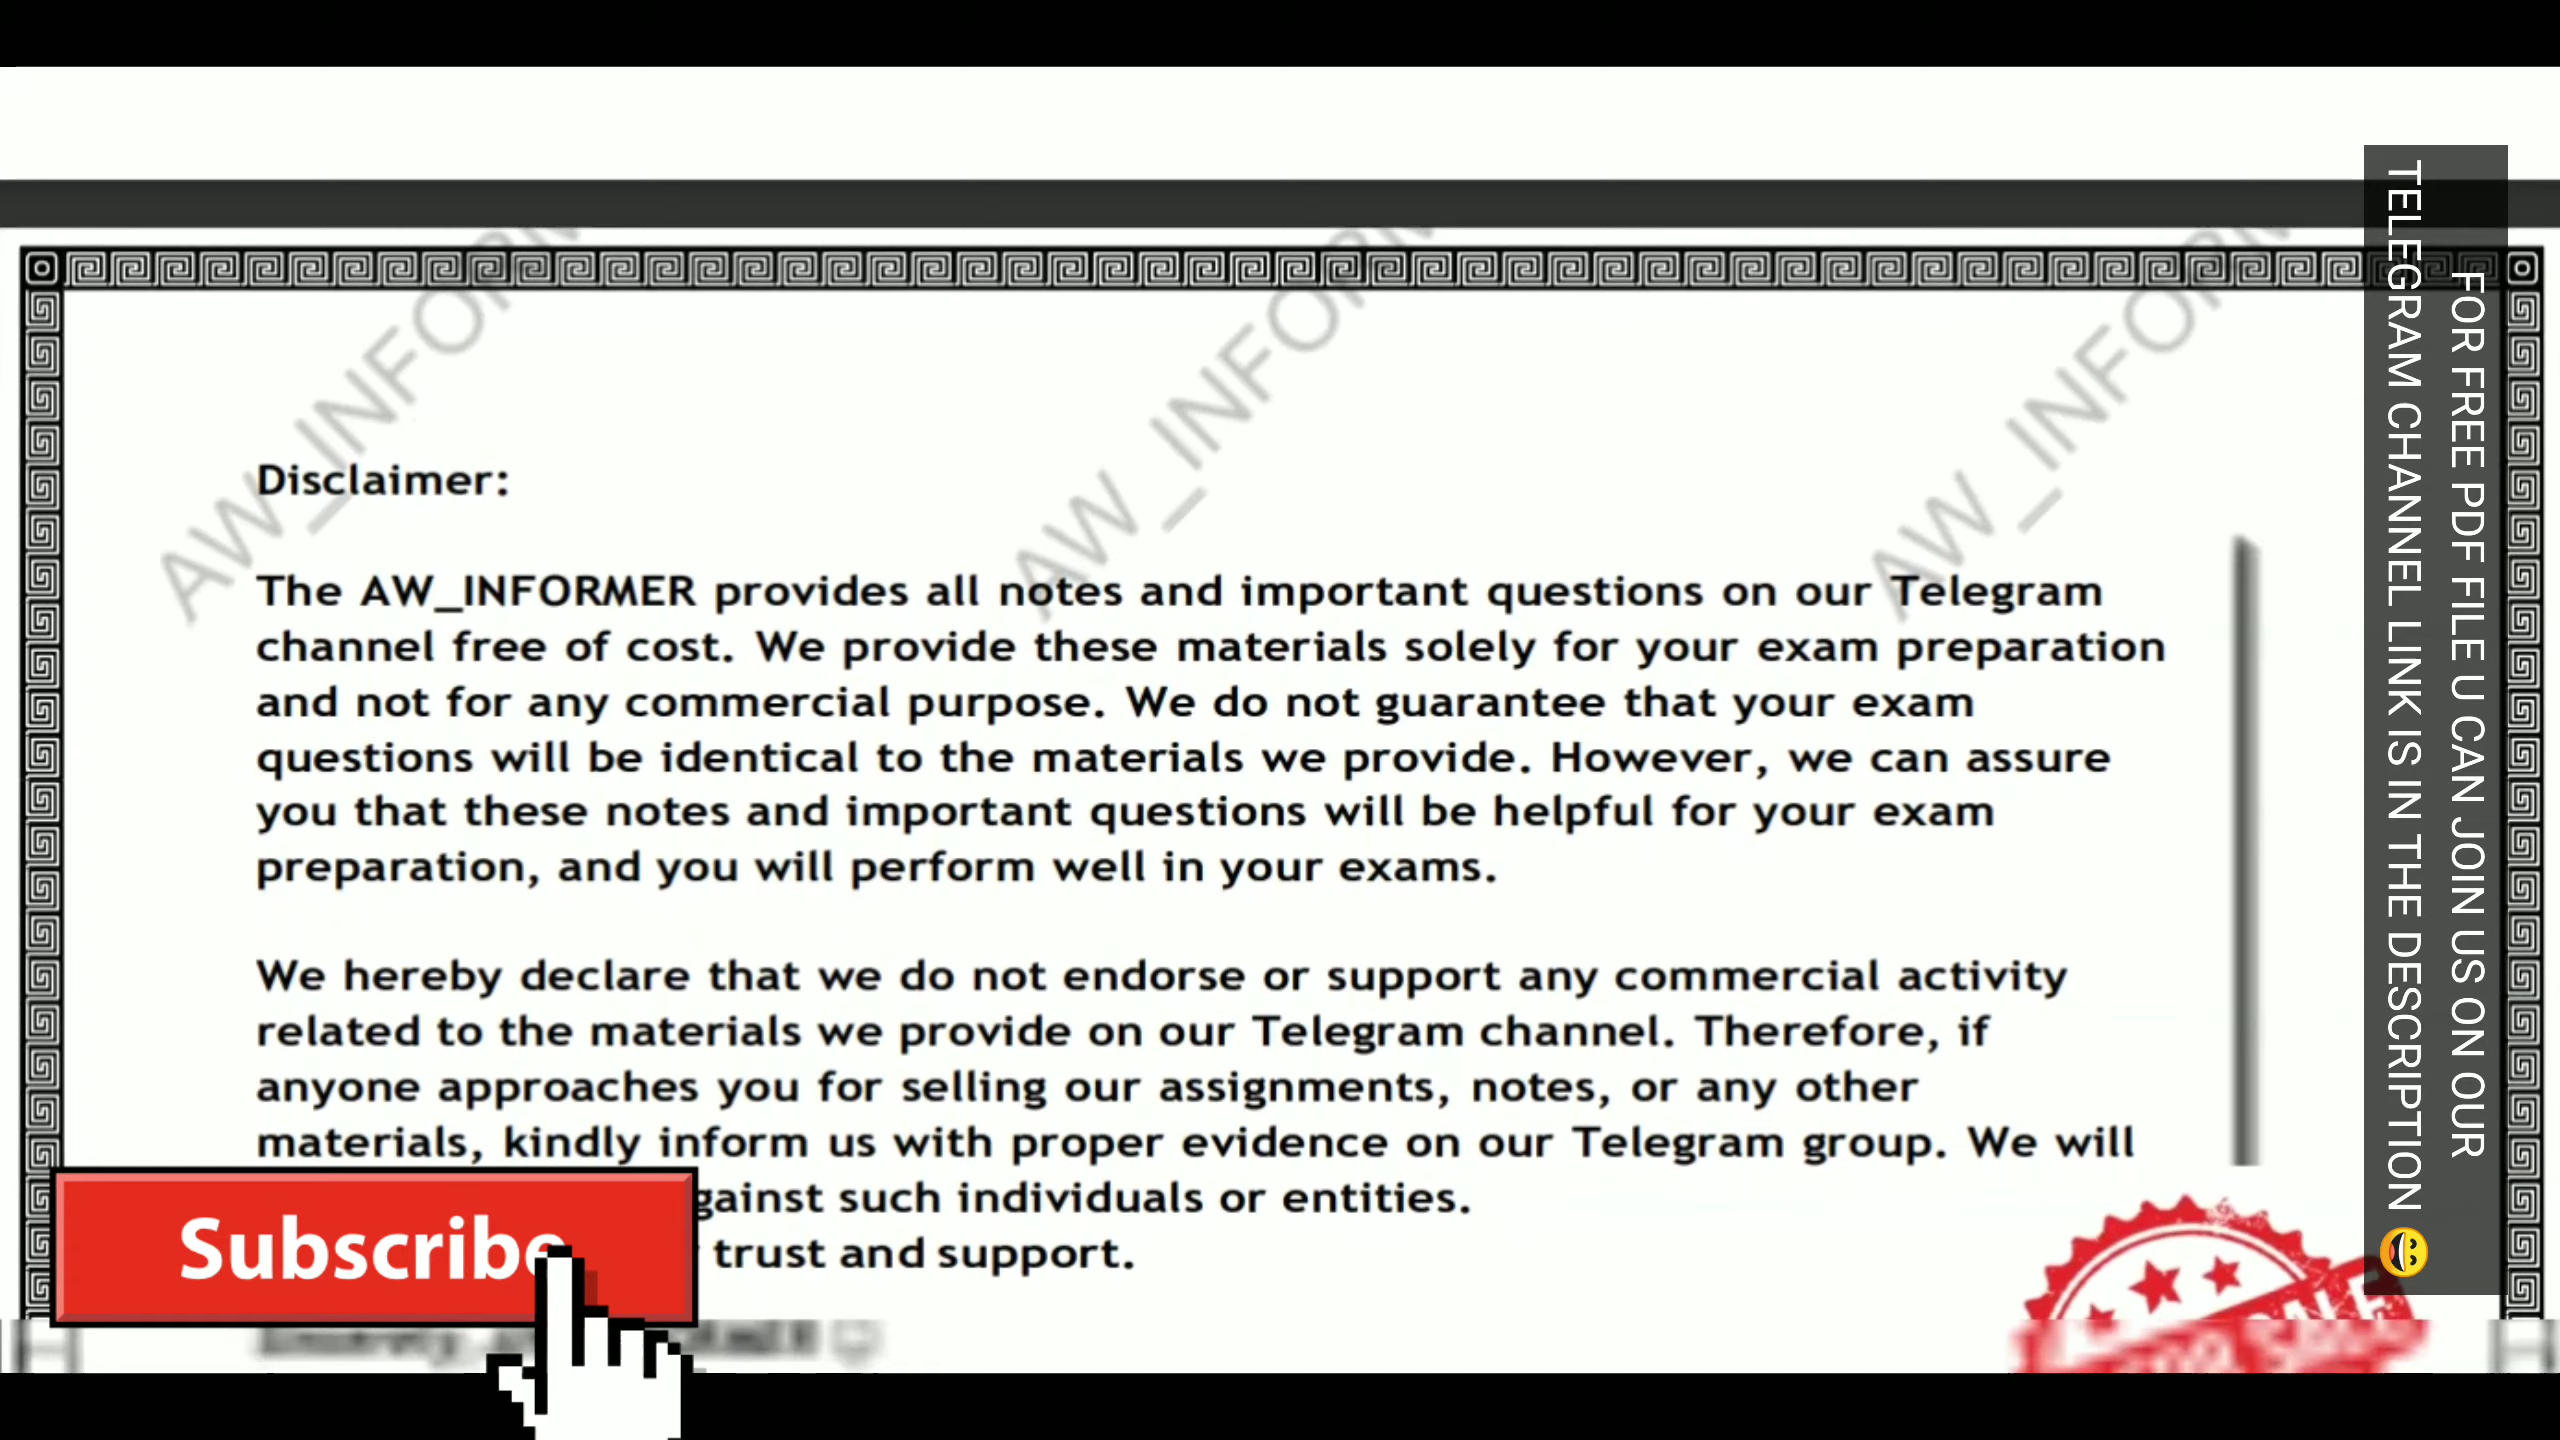 AW_INFORM AW_INFORM AW_INFORM
Disclaimer:
The AW_INFORMER provides all notes and important questions on our Telegram
channel free of cost. We provide these materials solely for your exam preparation
and not for any commercial purpose. We do not guarantee that your exam
questions will be identical to the materials we provide. However, we can assure
you that these notes and important questions will be helpful for your exam
preparation, and you will perform well in your exams.
We hereby declare that we do not endorse or support any commercial activity
related to the materials we provide on our Telegram channel. Therefore, if
anyone approaches you for selling our assignments, notes, or any other
materials, kindly inform us with proper evidence on our Telegram group. We will
gainst such individuals or entities.
trust and support.
Subscribe
FOR FREE PDF FILE U CAN JOIN US ON OUR
TELEGRAM CHANNEL LINK IS IN THE DESCRIPTION 😄